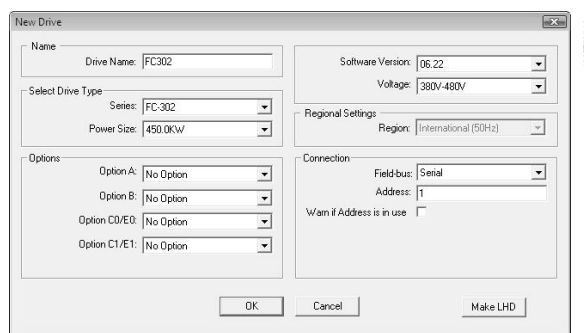 New Drive
Name
Drive Name: FC302
Select Drive Type
Series: FC-302
Power Size: 450.0KW
Options
Option A: No Option
Option B: No Option
Option C0/E0: No Option
Option C1/E1: No Option
Software Version: 06.22
Voltage: 380V-480V
Regional Settings
Region: International (50Hz)
Connection
Field-bus: Serial
Address: 1
Warn if Address is in use
OK
Cancel
Make LHD